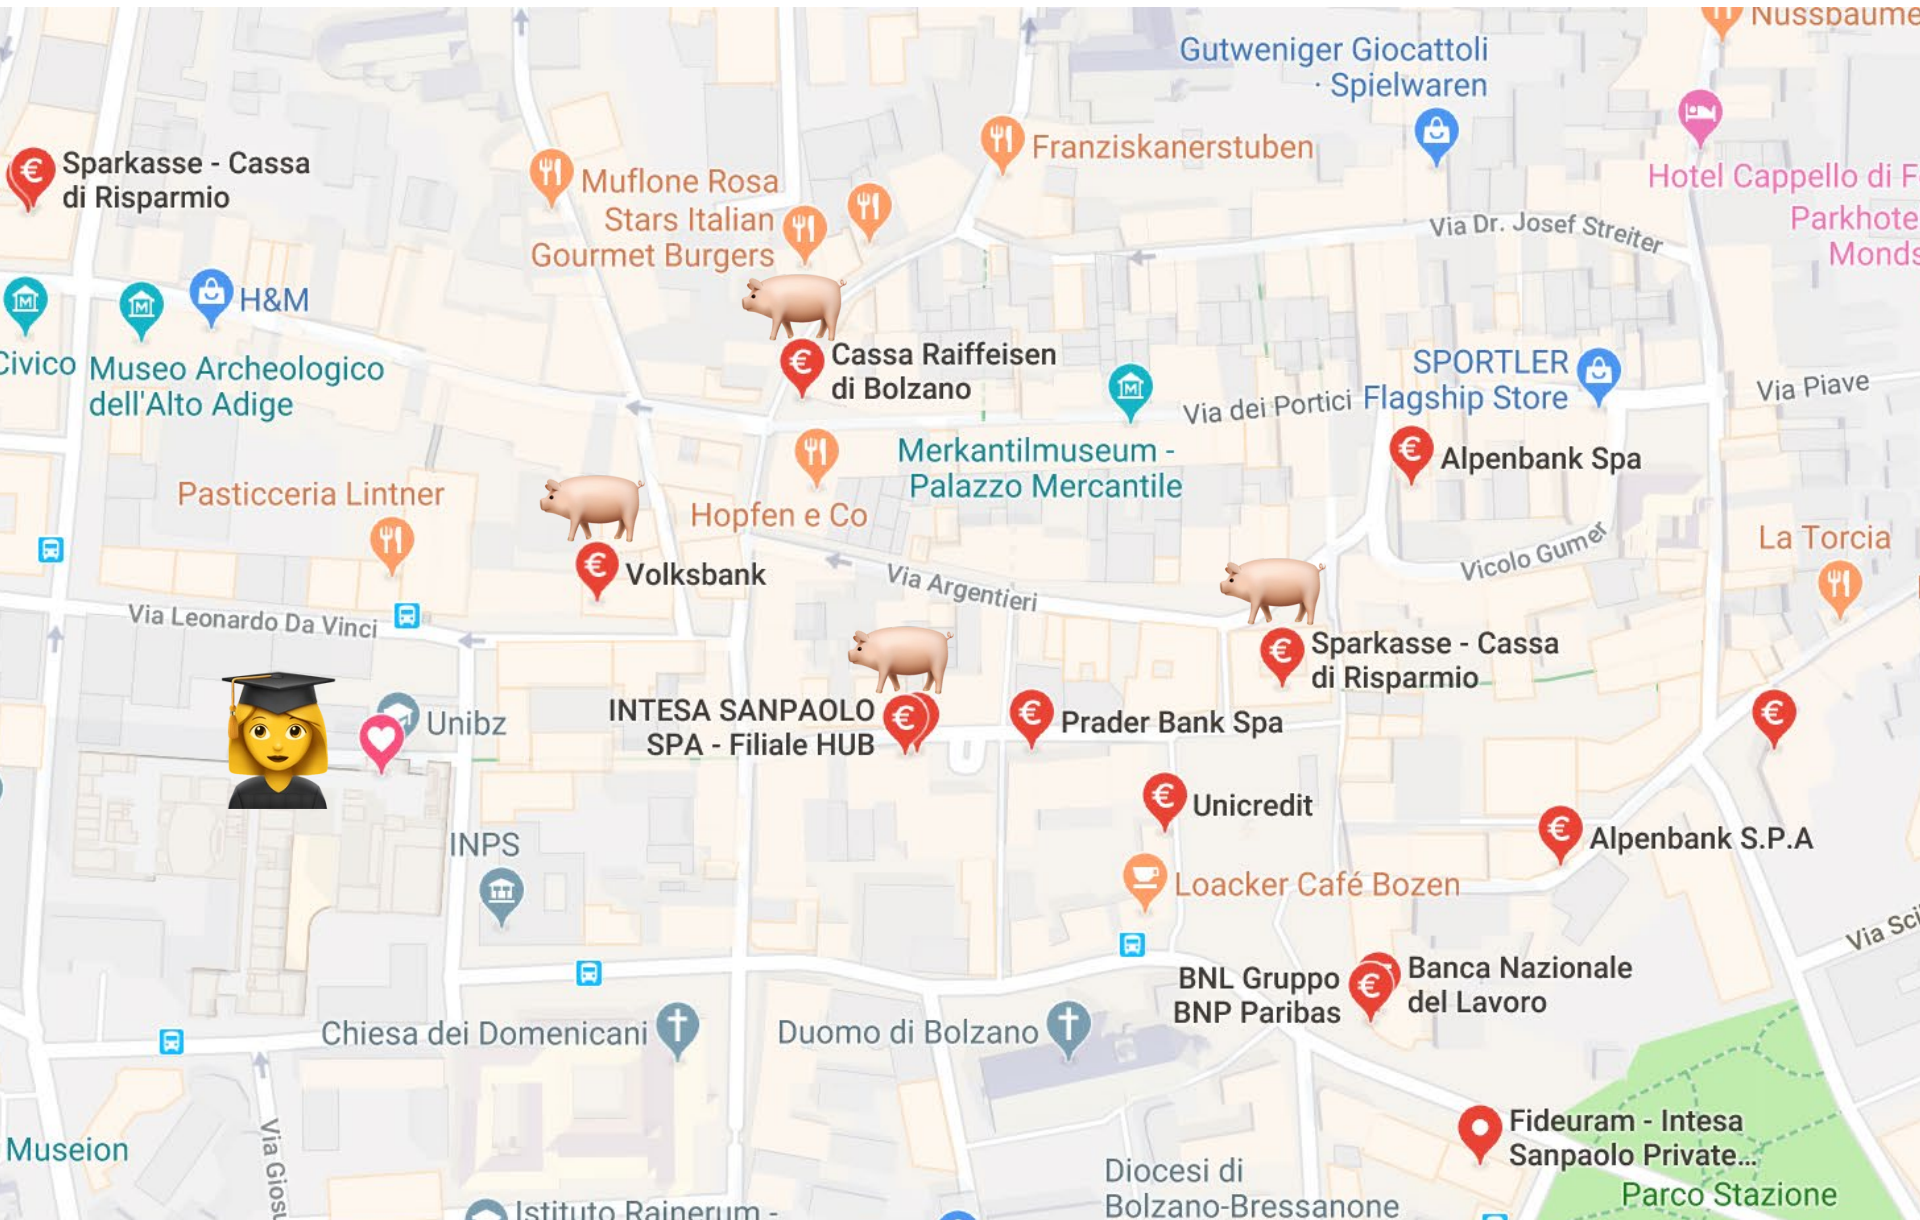 Nussbaume
Gutweniger Giocattoli
· Spielwaren
Franziskanerstuben
Sparkasse - Cassa
di Risparmio
Muflone Rosa
Stars Italian
Gourmet Burgers
Hotel Cappello di F
Parkhote
Monds
Via Dr. Josef Streiter
H&M
Civico
Museo Archeologico
dell'Alto Adige
Cassa Raiffeisen
di Bolzano
SPORTLER
Flagship Store
Via Piave
Via dei Portici
Merkantilmuseum -
Palazzo Mercantile
Alpenbank Spa
Pasticceria Lintner
Hopfen e Co
Vicolo Gumer
La Torcia
Volksbank
Via Argentieri
Via Leonardo Da Vinci
Sparkasse - Cassa
di Risparmio
Unibz
INTESA SANPAOLO
SPA - Filiale HUB
Prader Bank Spa
Unicredit
INPS
Alpenbank S.P.A
Loacker Café Bozen
Via Sci
BNL Gruppo
BNP Paribas
Banca Nazionale
del Lavoro
Chiesa dei Domenicani
Duomo di Bolzano
Museion
Via Giosu
Fideuram - Intesa
Sanpaolo Private...
Diocesi di
Bolzano-Bressanone
Parco Stazione
Istituto Rainerum -